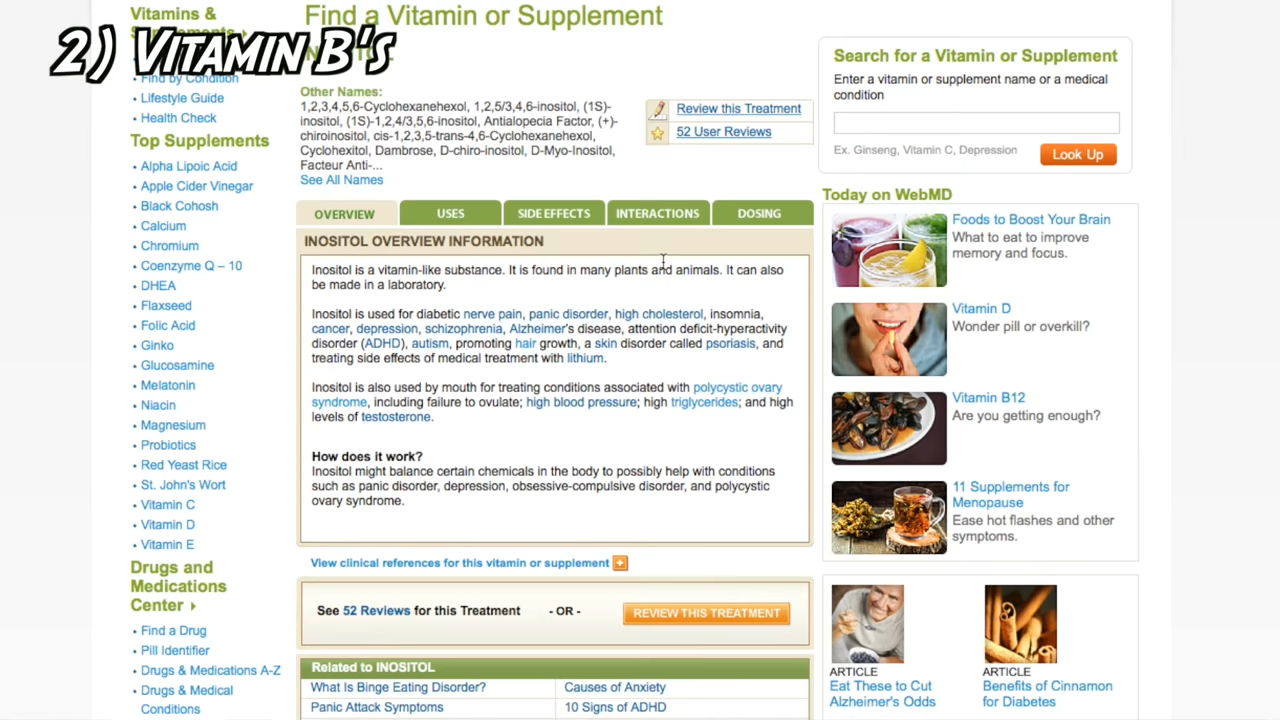 Find a Vitamin or Supplement
2) VITAMIN B's
Vitamins &
Find by Condition
Lifestyle Guide
Health Check
Top Supplements
Alpha Lipoic Acid
Apple Cider Vinegar
Black Cohosh
Calcium
Chromium
Coenzyme Q – 10
DHEA
Flaxseed
Folic Acid
Ginko
Glucosamine
Melatonin
Niacin
Magnesium
Probiotics
Red Yeast Rice
St. John's Wort
Vitamin C
Vitamin D
Vitamin E
Drugs and
Medications
Center
Find a Drug
Pill Identifier
Drugs & Medications A-Z
Drugs & Medical
Conditions
Other Names:
1,2,3,4,5,6-Cyclohexanehexol, 1,2,5/3,4,6-inositol, (1S)-
inositol, (1S)-1,2,4/3,5,6-inositol, Antialopecia Factor, (+)-
chiroinositol, cis-1,2,3,5-trans-4,6-Cyclohexanehexol,
Cyclohexitol, Dambrose, D-chiro-inositol, D-Myo-Inositol,
Facteur Anti-...
See All Names
Review this Treatment
52 User Reviews
OVERVIEW USES SIDE EFFECTS INTERACTIONS DOSING
INOSITOL OVERVIEW INFORMATION
Inositol is a vitamin-like substance. It is found in many plants and animals. It can also
be made in a laboratory.
Inositol is used for diabetic nerve pain, panic disorder, high cholesterol, insomnia,
cancer, depression, schizophrenia, Alzheimer's disease, attention deficit-hyperactivity
disorder (ADHD), autism, promoting hair growth, a skin disorder called psoriasis, and
treating side effects of medical treatment with lithium.
Inositol is also used by mouth for treating conditions associated with polycystic ovary
syndrome, including failure to ovulate; high blood pressure; high triglycerides; and high
levels of testosterone.
How does it work?
Inositol might balance certain chemicals in the body to possibly help with conditions
such as panic disorder, depression, obsessive-compulsive disorder, and polycystic
ovary syndrome.
View clinical references for this vitamin or supplement
See 52 Reviews for this Treatment - OR - REVIEW THIS TREATMENT
Related to INOSITOL
What Is Binge Eating Disorder? Causes of Anxiety
Panic Attack Symptoms 10 Signs of ADHD
Search for a Vitamin or Supplement
Enter a vitamin or supplement name or a medical
condition
Ex. Ginseng, Vitamin C, Depression
Look Up
Today on WebMD
Foods to Boost Your Brain
What to eat to improve
memory and focus.
Vitamin D
Wonder pill or overkill?
Vitamin B12
Are you getting enough?
11 Supplements for
Menopause
Ease hot flashes and other
symptoms.
ARTICLE
Eat These to Cut
Alzheimer's Odds
ARTICLE
Benefits of Cinnamon
for Diabetes